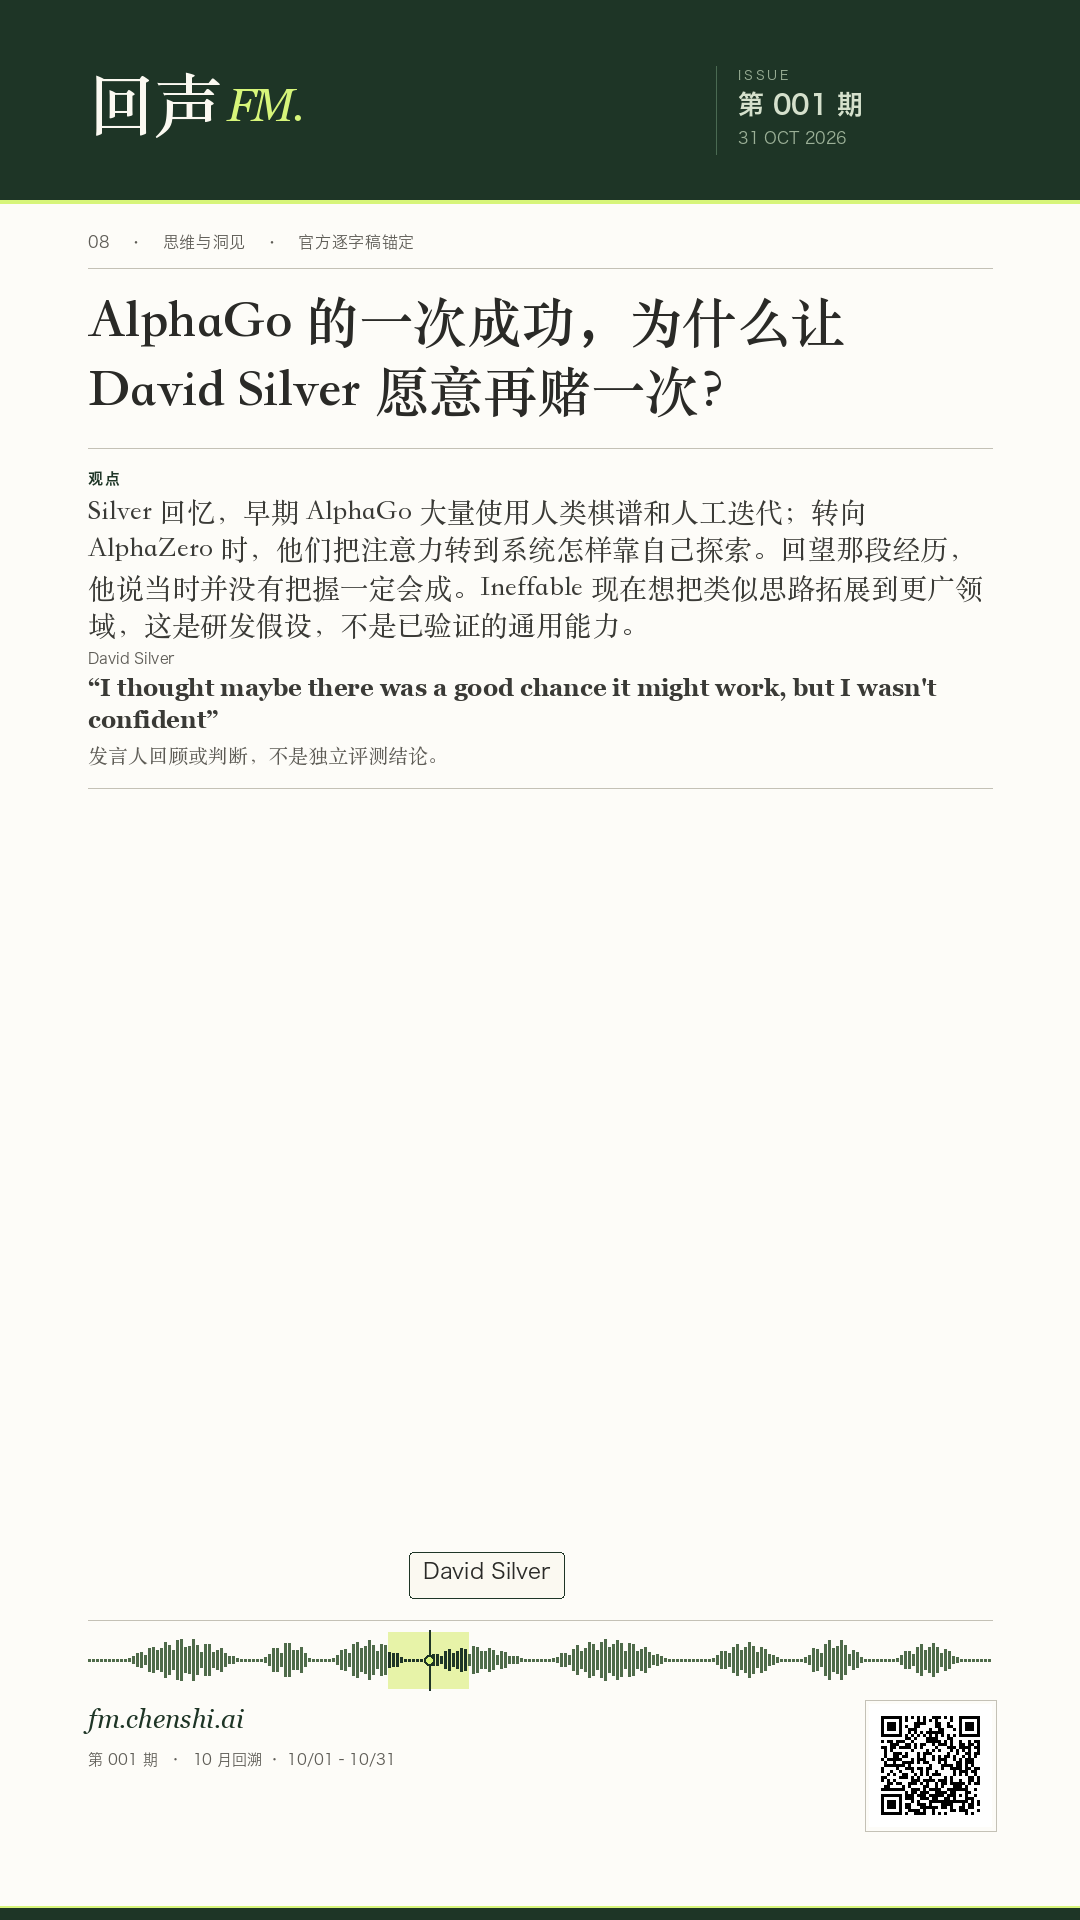 回声 FM.
ISSUE
第 001 期
31 OCT 2026
08 · 思维与洞见 · 官方逐字稿锚定
AlphaGo 的一次成功，为什么让
David Silver 愿意再赌一次？
观点
Silver 回忆，早期 AlphaGo 大量使用人类棋谱和人工迭代；转向
AlphaZero 时，他们把注意力转到系统怎样靠自己探索。回望那段经历，
他说当时并没有把握一定会成。Ineffable 现在想把类似思路拓展到更广领
域，这是研发假设，不是已验证的通用能力。
David Silver
“I thought maybe there was a good chance it might work, but I wasn't
confident”
发言人回顾或判断，不是独立评测结论。
David Silver
fm.chenshi.ai
第 001 期 · 10 月回溯 · 10/01 - 10/31